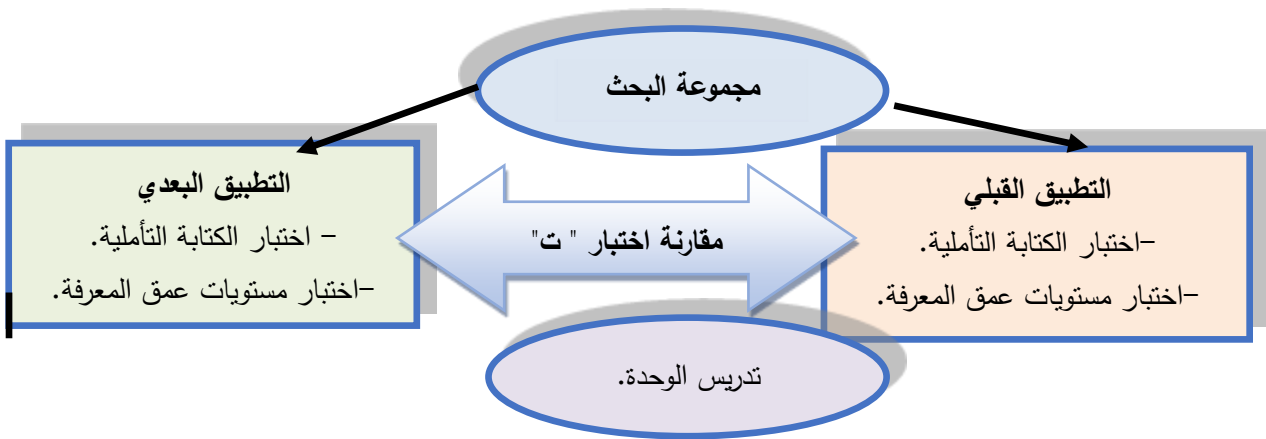 مجموعة البحث
التطبيق القبلي
-اختبار الكتابة التأملية.
-اختبار مستويات عمق المعرفة.
مقارنة اختبار " ت"
التطبيق البعدي
- اختبار الكتابة التأملية.
-اختبار مستويات عمق المعرفة.
تدريس الوحدة.